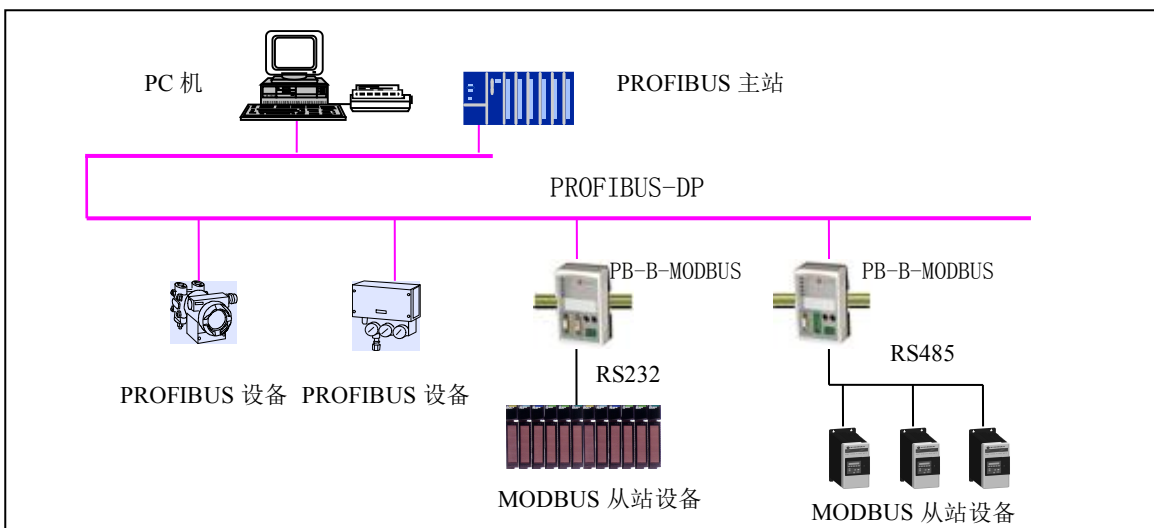 PC 机
PROFIBUS 主站
PROFIBUS-DP
PB-B-MODBUS
PB-B-MODBUS
RS232
RS485
PROFIBUS 设备
PROFIBUS 设备
MODBUS 从站设备
MODBUS 从站设备